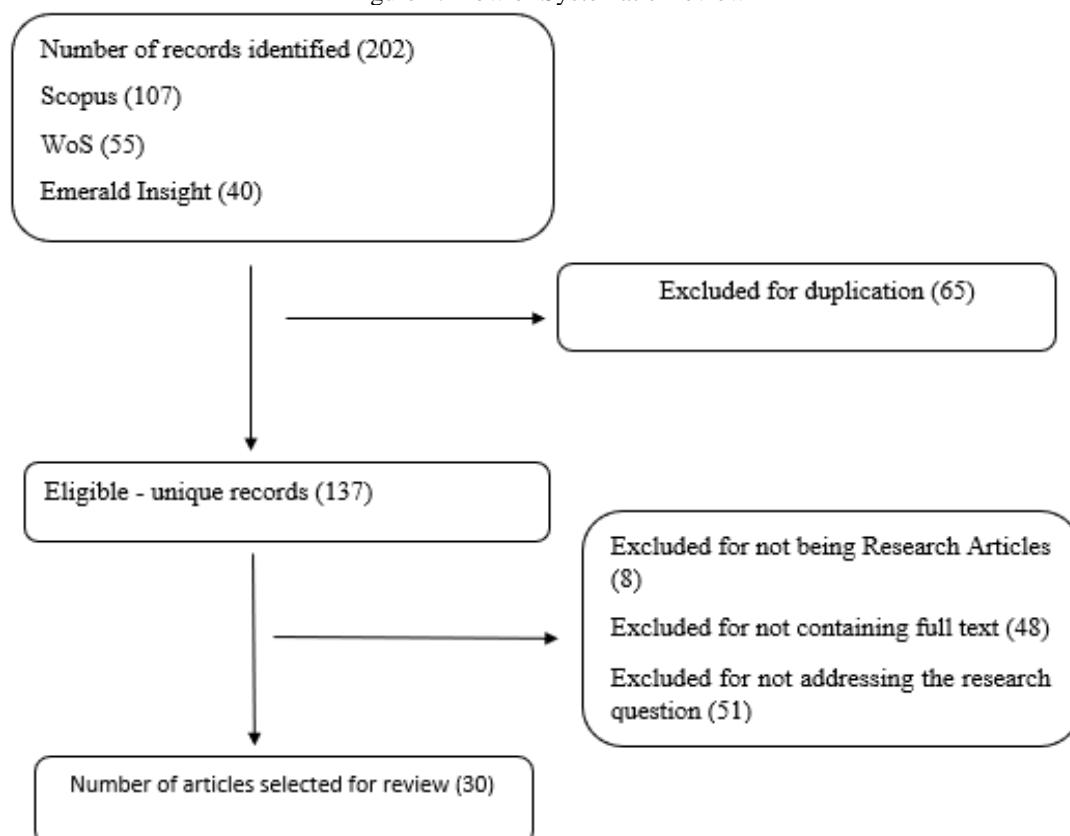 Number of records identified (202)
Scopus (107)
WoS (55)
Emerald Insight (40)
Excluded for duplication (65)
Eligible - unique records (137)
Excluded for not being Research Articles
(8)
Excluded for not containing full text (48)
Excluded for not addressing the research
question (51)
Number of articles selected for review (30)